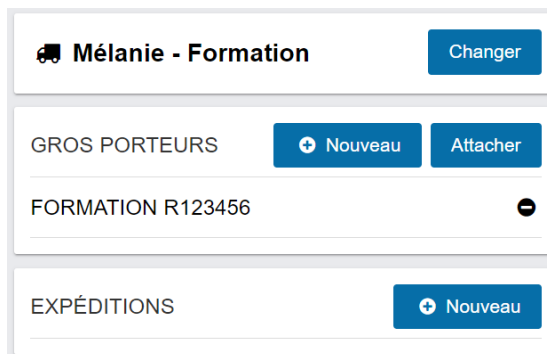 Mélanie - Formation Changer
GROS PORTEURS Nouveau Attacher
FORMATION R123456
EXPÉDITIONS Nouveau